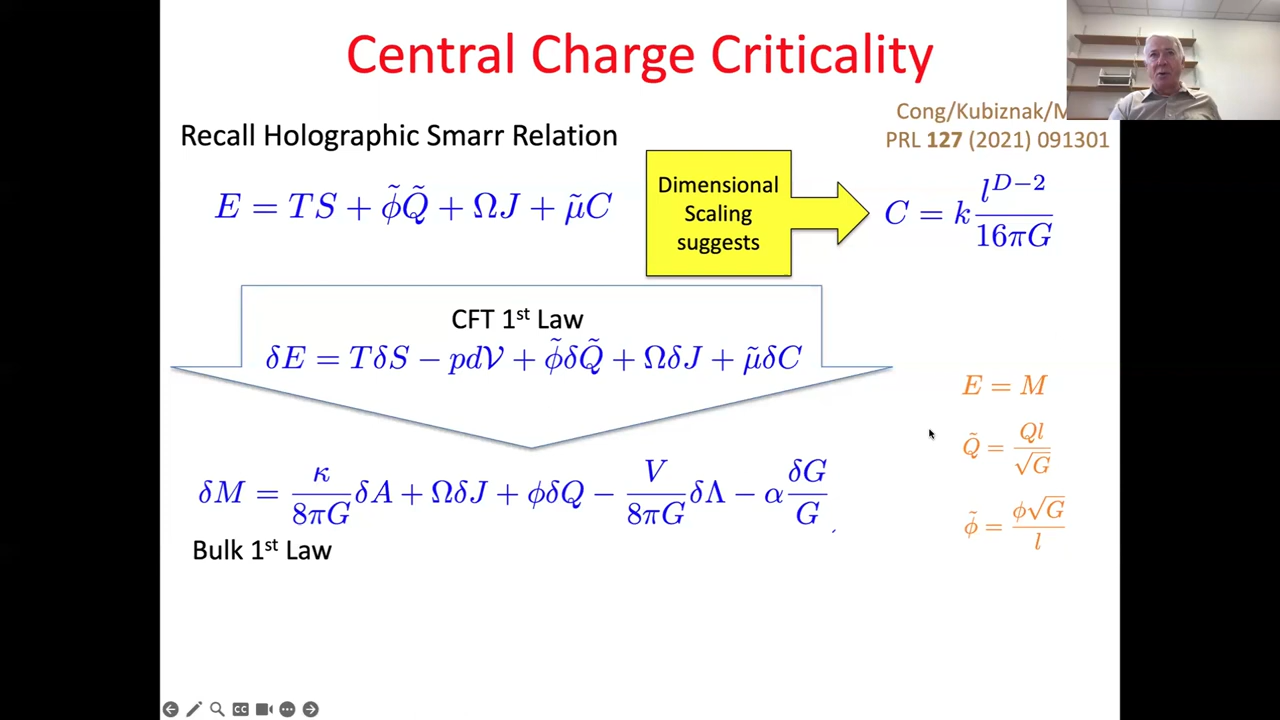 Central Charge Criticality
Cong/Kubiznak/M
PRL 127 (2021) 091301
Recall Holographic Smarr Relation
E = TS + φ̃Q̃ + ΩJ + μ̃C
Dimensional
Scaling
suggests
C = k l^{D−2} / 16πG
CFT 1st Law
δE = TδS − pd𝒱 + φ̃δQ̃ + ΩδJ + μ̃δC
E = M
Q̃ = Ql / √G
φ̃ = φ√G / l
δM = κ/8πG δA + ΩδJ + φδQ − V/8πG δΛ − α δG/G
Bulk 1st Law
CC